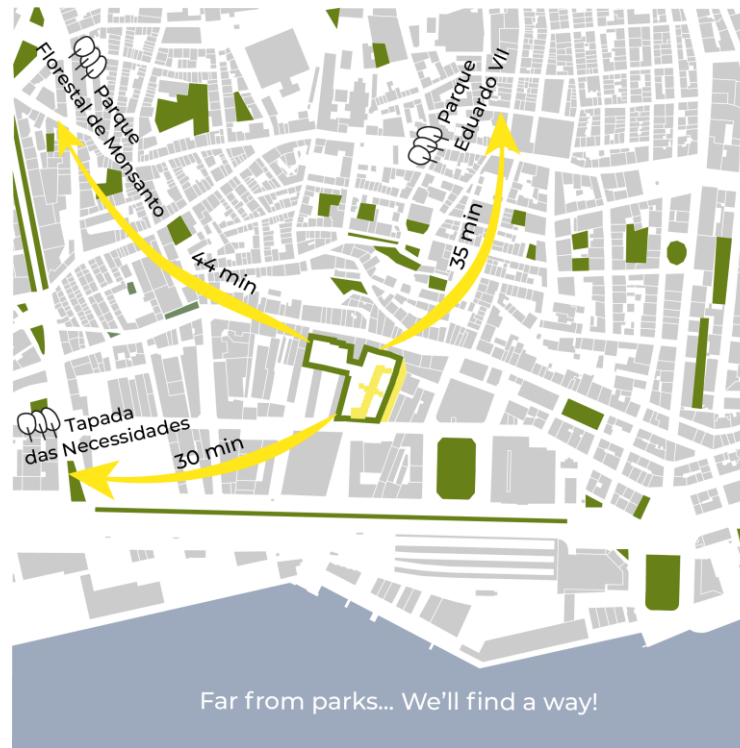 Parque
Florestal de Monsanto
Parque
Eduardo VII
44 min
35 min
Tapada
das Necessidades
30 min
Far from parks... We'll find a way!